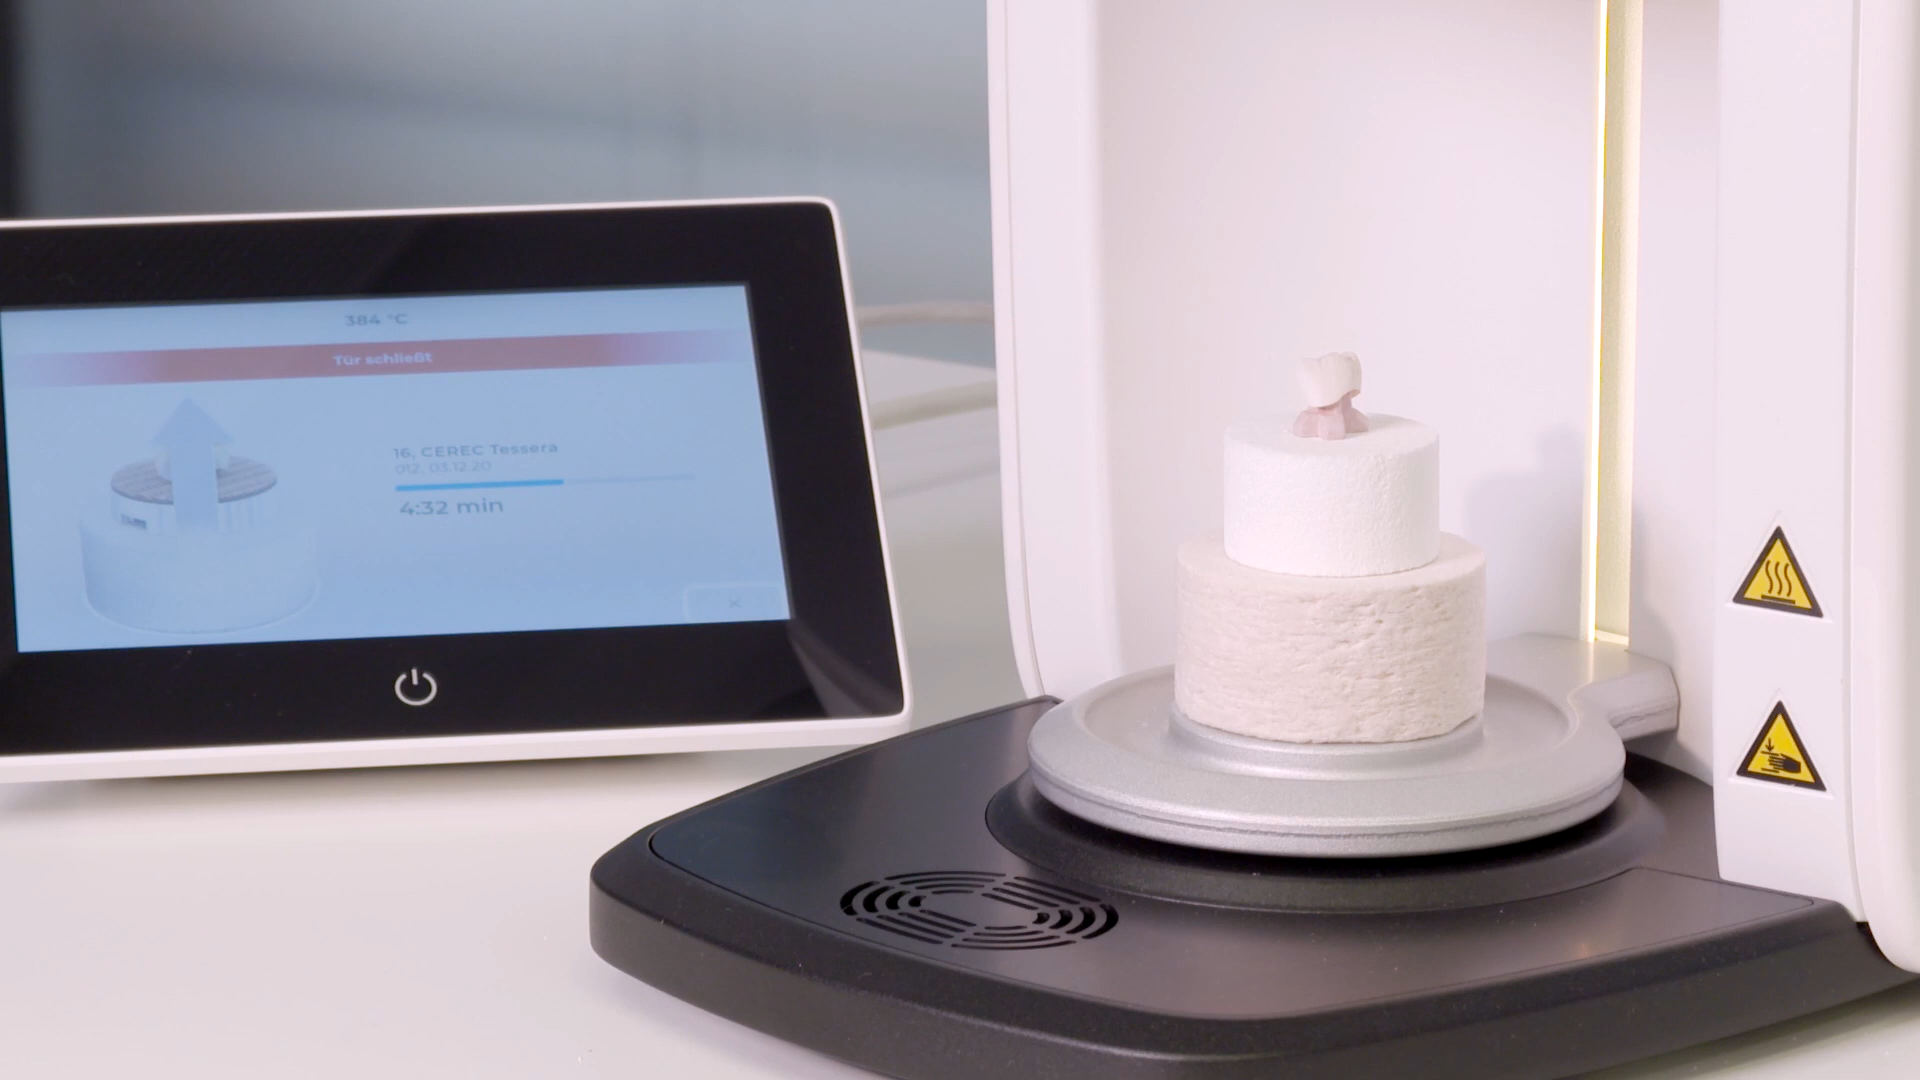 384 °C
Tür schließt
16, CEREC Tessera
012, 03.12.20
4:32 min